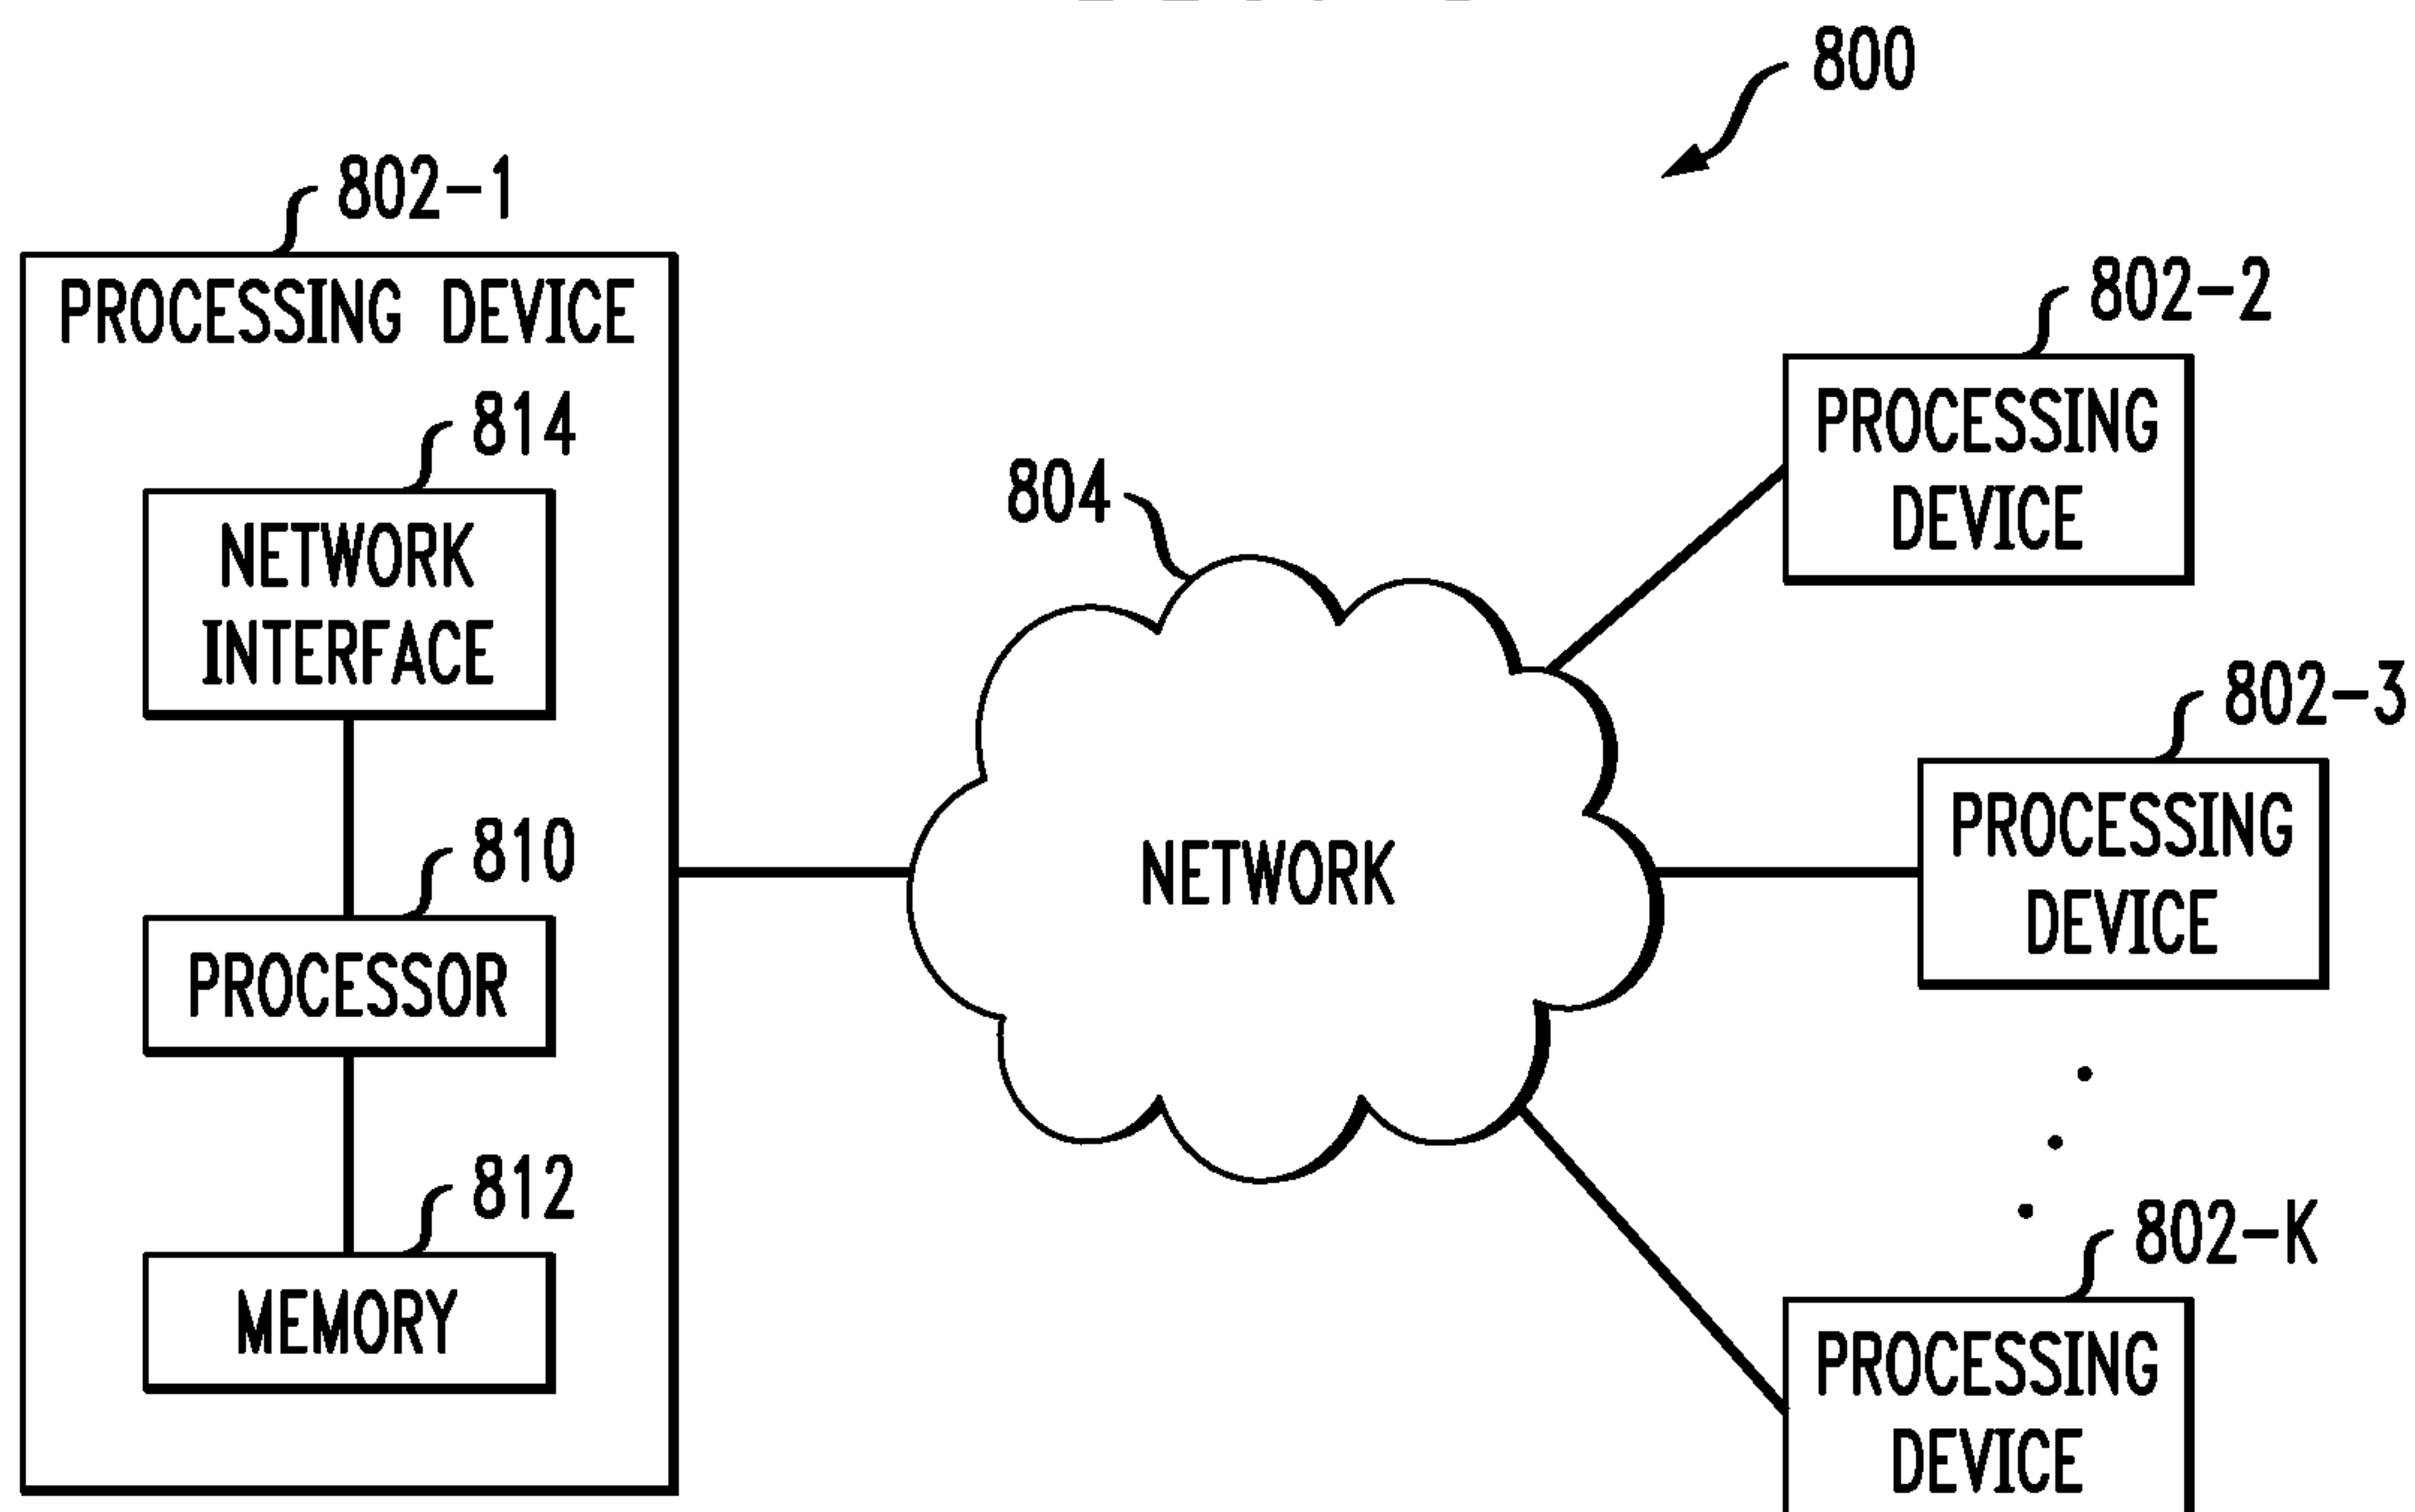 800
802-1
PROCESSING DEVICE
814
NETWORK
INTERFACE
810
PROCESSOR
812
MEMORY
804
NETWORK
802-2
PROCESSING
DEVICE
802-3
PROCESSING
DEVICE
802-K
PROCESSING
DEVICE